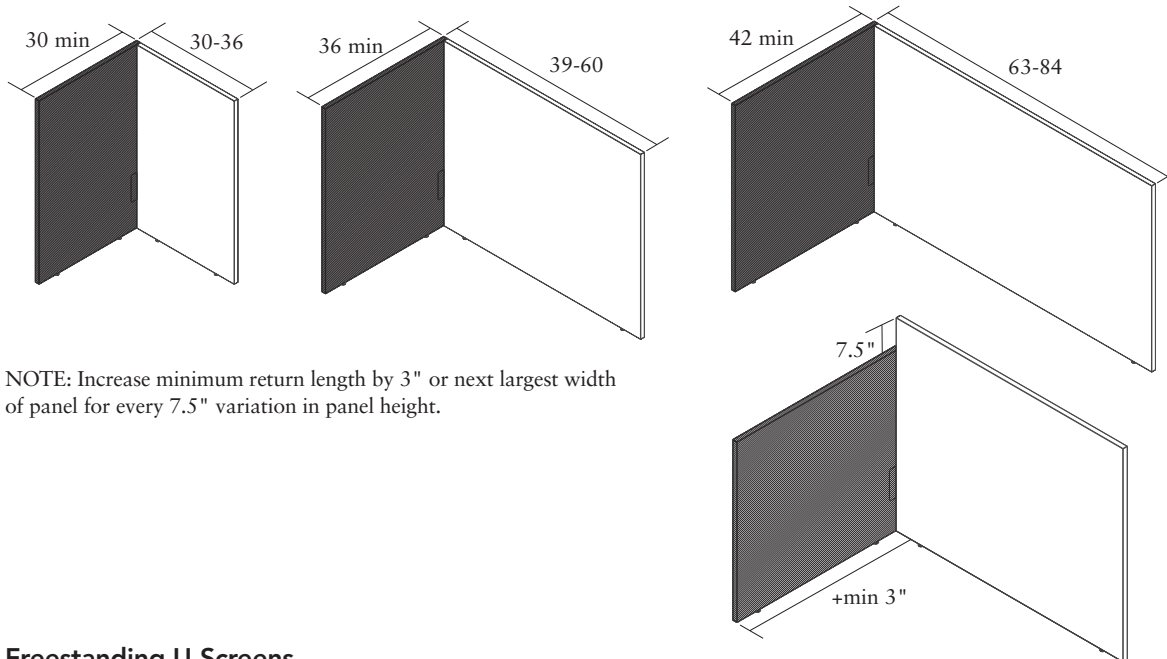 30 min
30-36
36 min
39-60
42 min
63-84
7.5"
NOTE: Increase minimum return length by 3" or next largest width
of panel for every 7.5" variation in panel height.
+min 3"
Freestanding U Screens